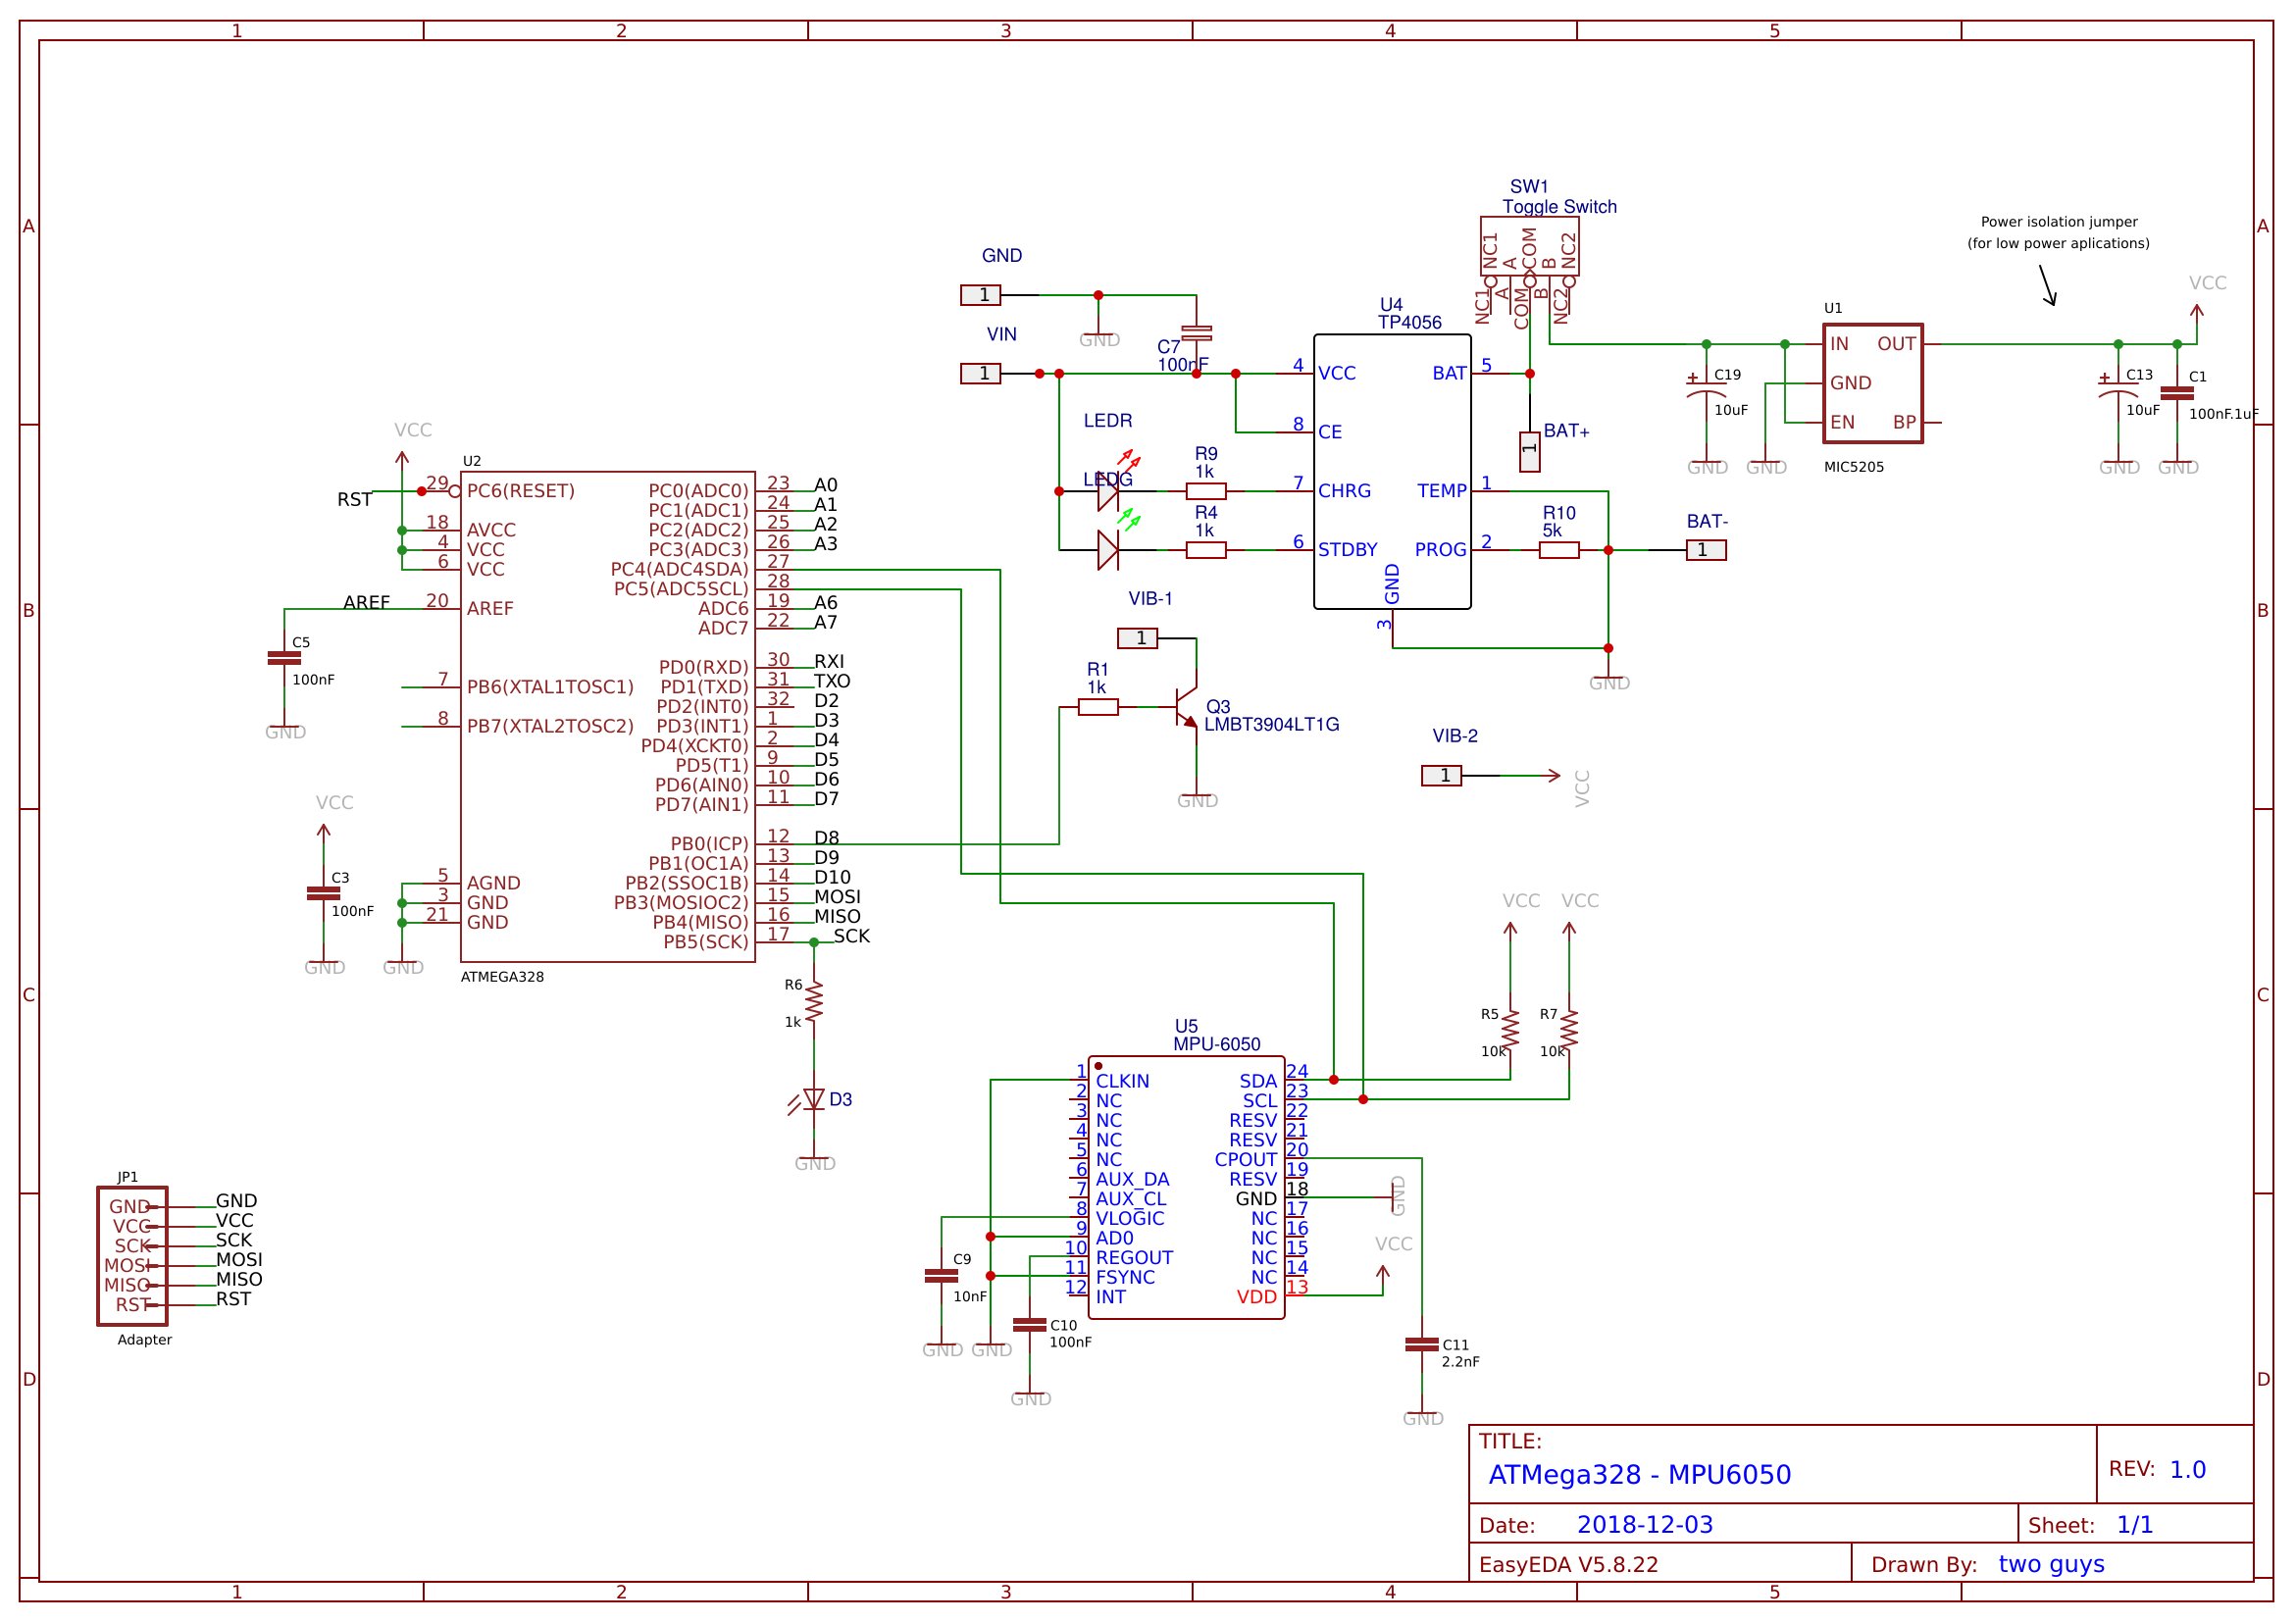 1 2 3 4 5
A
B
C
D
A
B
C
D
1 2 3 4 5
Power isolation jumper
(for low power aplications)
SW1
Toggle Switch
NC1 A COM B NC2
NC1 A COM B NC2
GND
1
GND
VIN
1
C7
100nF
U4
TP4056
4 VCC
8 CE
7 CHRG
6 STDBY
BAT 5
TEMP 1
PROG 2
GND
3
BAT+
1
LEDR
LEDG
R9
1k
R4
1k
R10
5k
BAT-
1
GND
U1
IN OUT
GND
EN BP
MIC5205
C19
10uF
GND
GND
C13
10uF
GND
C1
100nF.1uF
GND
VCC
VCC
U2
RST
29 PC6(RESET)
18 AVCC
4 VCC
6 VCC
AREF
20 AREF
7 PB6(XTAL1TOSC1)
8 PB7(XTAL2TOSC2)
5 AGND
3 GND
21 GND
PC0(ADC0) 23 A0
PC1(ADC1) 24 A1
PC2(ADC2) 25 A2
PC3(ADC3) 26 A3
PC4(ADC4SDA) 27
PC5(ADC5SCL) 28
ADC6 19 A6
ADC7 22 A7
PD0(RXD) 30 RXI
PD1(TXD) 31 TXO
PD2(INT0) 32 D2
PD3(INT1) 1 D3
PD4(XCKT0) 2 D4
PD5(T1) 9 D5
PD6(AIN0) 10 D6
PD7(AIN1) 11 D7
PB0(ICP) 12 D8
PB1(OC1A) 13 D9
PB2(SSOC1B) 14 D10
PB3(MOSIOC2) 15 MOSI
PB4(MISO) 16 MISO
PB5(SCK) 17 SCK
ATMEGA328
C5
100nF
GND
VCC
C3
100nF
GND
GND
R6
1k
D3
GND
VIB-1
1
R1
1k
Q3
LMBT3904LT1G
GND
VIB-2
1
VCC
VCC
VCC
R5
10k
R7
10k
U5
MPU-6050
1 CLKIN
2 NC
3 NC
4 NC
5 NC
6 AUX_DA
7 AUX_CL
8 VLOGIC
9 AD0
10 REGOUT
11 FSYNC
12 INT
SDA 24
SCL 23
RESV 22
RESV 21
CPOUT 20
RESV 19
GND 18
NC 17
NC 16
NC 15
NC 14
VDD 13
GND
VCC
C9
10nF
GND
GND
C10
100nF
GND
C11
2.2nF
GND
JP1
GND GND
VCC VCC
SCK SCK
MOSI MOSI
MISO MISO
RST RST
Adapter
TITLE:
ATMega328 - MPU6050
REV: 1.0
Date: 2018-12-03
Sheet: 1/1
EasyEDA V5.8.22
Drawn By: two guys